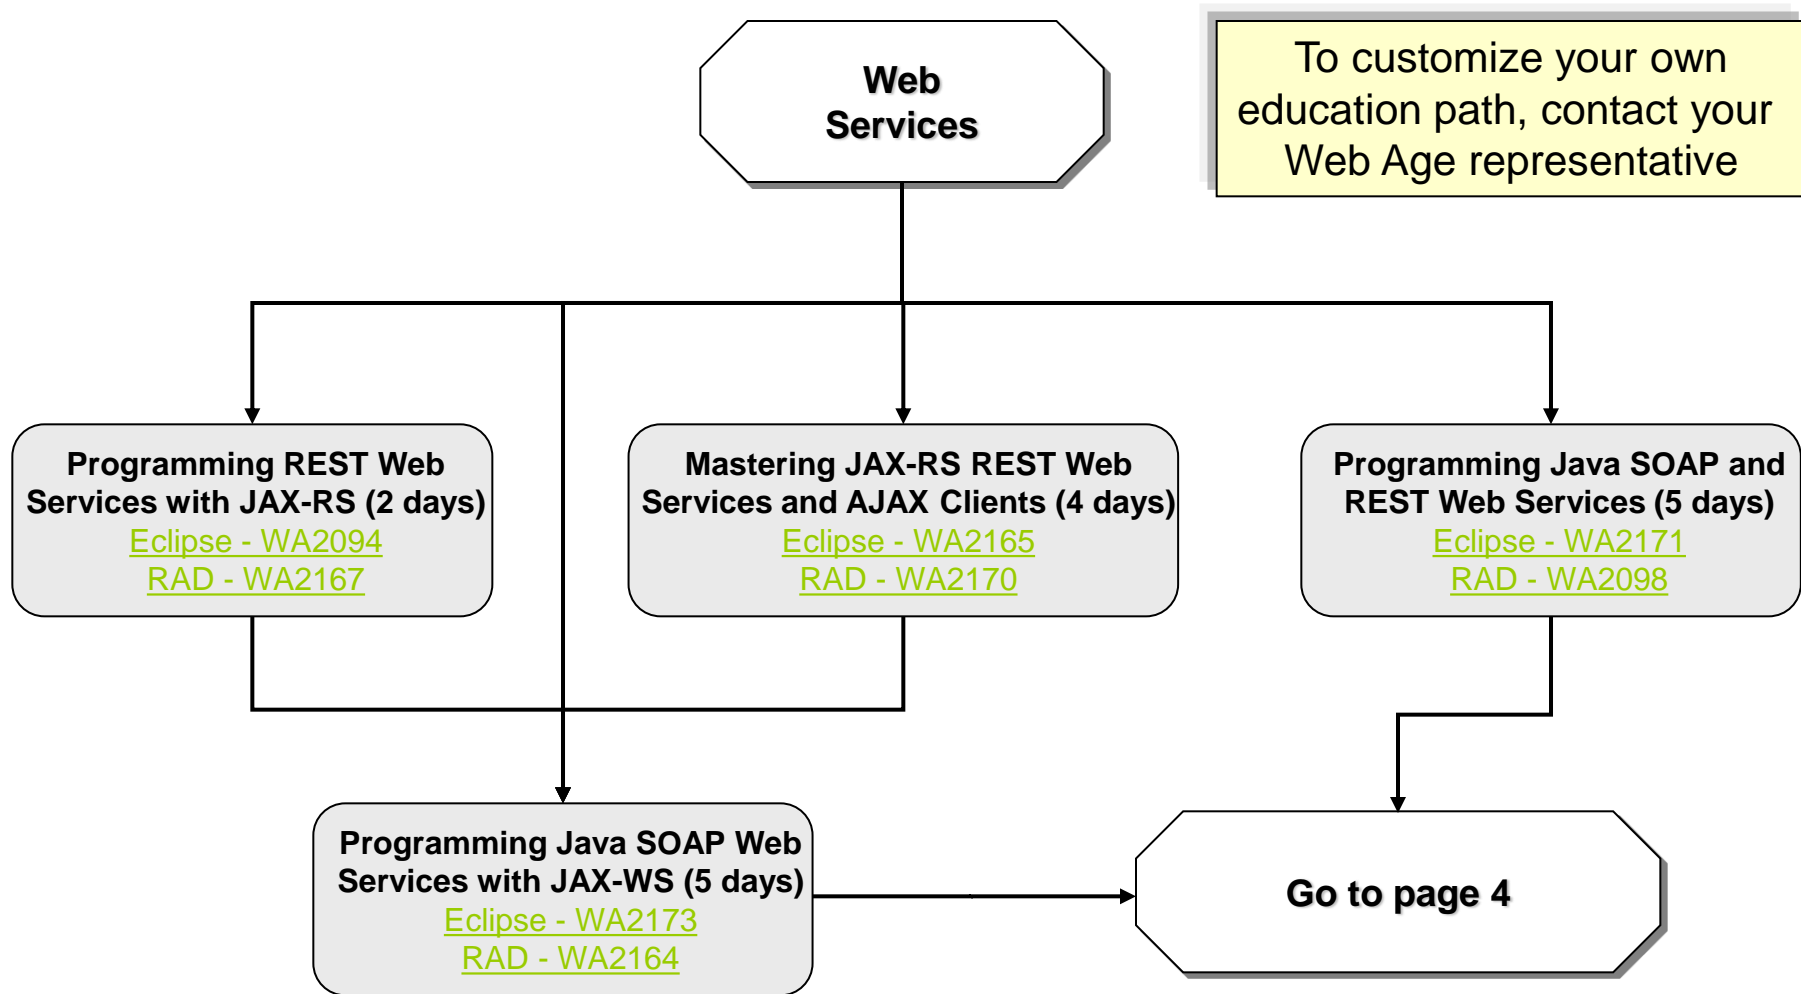 Web
Services
To customize your own
education path, contact your
Web Age representative
Programming REST Web
Services with JAX-RS (2 days)
Eclipse - WA2094
RAD - WA2167
Mastering JAX-RS REST Web
Services and AJAX Clients (4 days)
Eclipse - WA2165
RAD - WA2170
Programming Java SOAP and
REST Web Services (5 days)
Eclipse - WA2171
RAD - WA2098
Programming Java SOAP Web
Services with JAX-WS (5 days)
Eclipse - WA2173
RAD - WA2164
Go to page 4